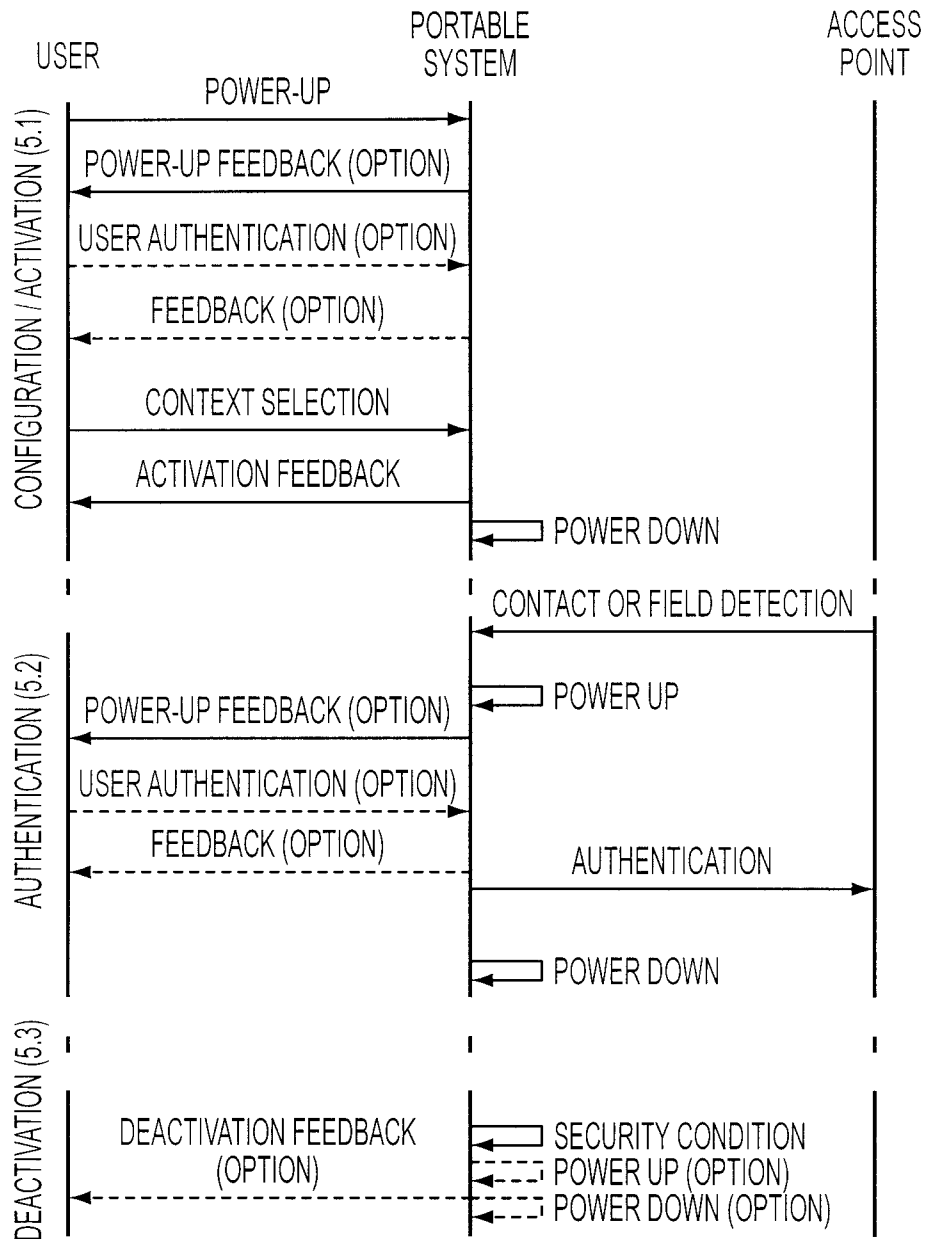 USER
PORTABLE
SYSTEM
ACCESS
POINT
CONFIGURATION / ACTIVATION (5.1)
POWER-UP
POWER-UP FEEDBACK (OPTION)
USER AUTHENTICATION (OPTION)
FEEDBACK (OPTION)
CONTEXT SELECTION
ACTIVATION FEEDBACK
POWER DOWN
AUTHENTICATION (5.2)
CONTACT OR FIELD DETECTION
POWER UP
POWER-UP FEEDBACK (OPTION)
USER AUTHENTICATION (OPTION)
FEEDBACK (OPTION)
AUTHENTICATION
POWER DOWN
DEACTIVATION (5.3)
DEACTIVATION FEEDBACK
(OPTION)
SECURITY CONDITION
POWER UP (OPTION)
POWER DOWN (OPTION)